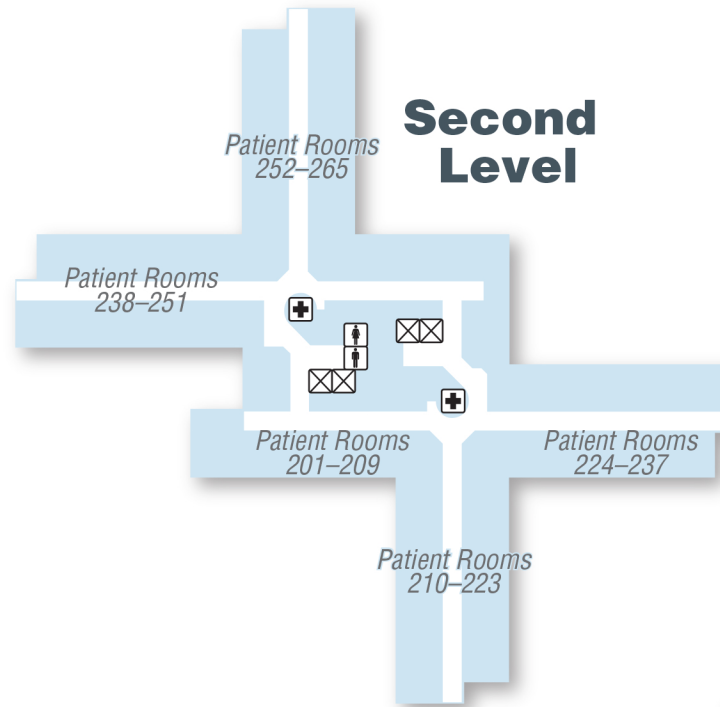 Second
Level
Patient Rooms
252–265
Patient Rooms
238–251
Patient Rooms
201–209
Patient Rooms
224–237
Patient Rooms
210–223